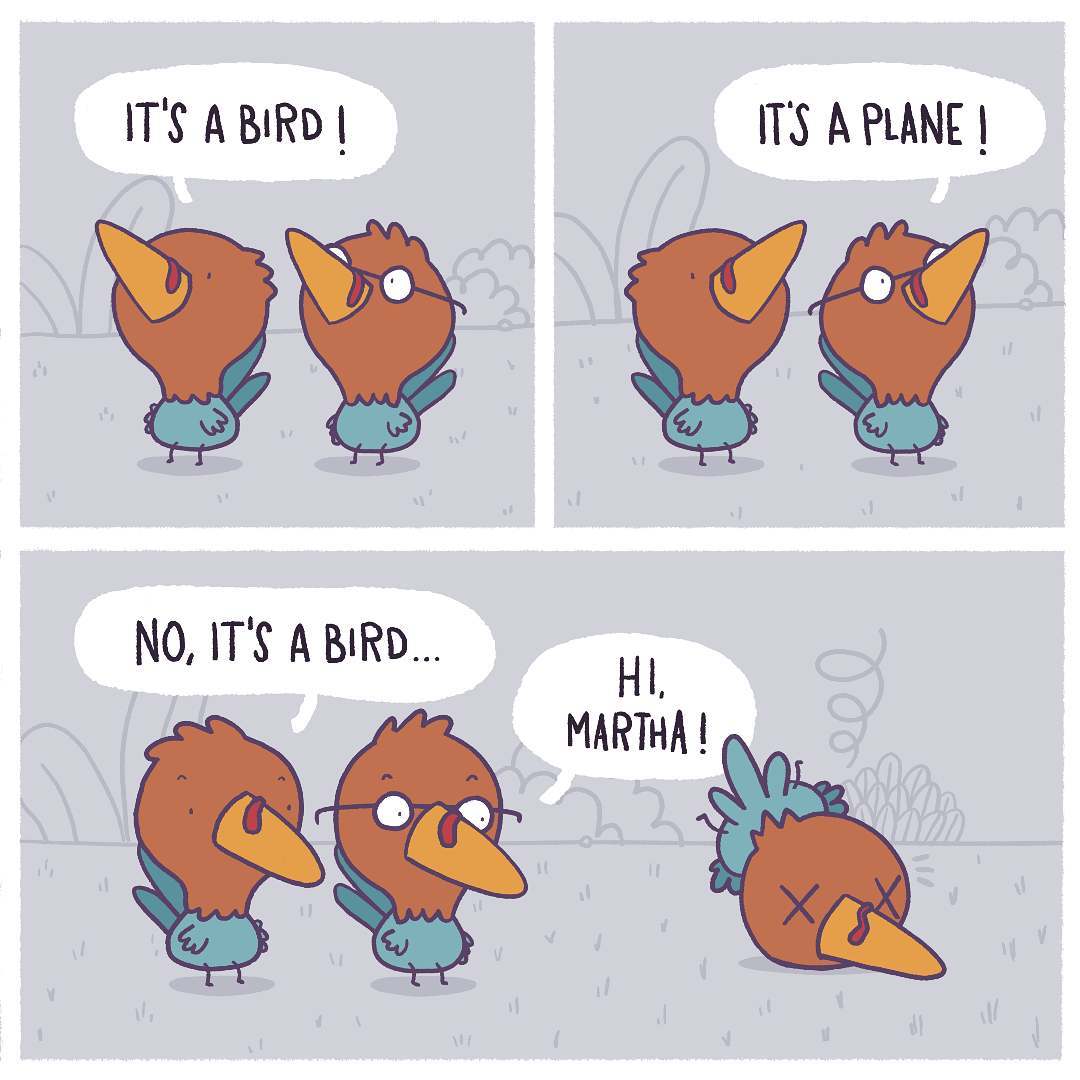 IT'S A BIRD !
IT'S A PLANE !
NO, IT'S A BIRD...
HI,
MARTHA !